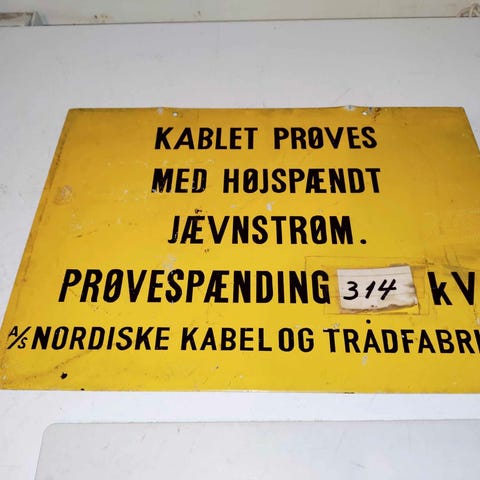 KABLET PRØVES
MED HØJSPÆNDT
JÆVNSTRØM.
PRØVESPÆNDING 314 kV
A/S NORDISKE KABEL OG TRÅDFABRI